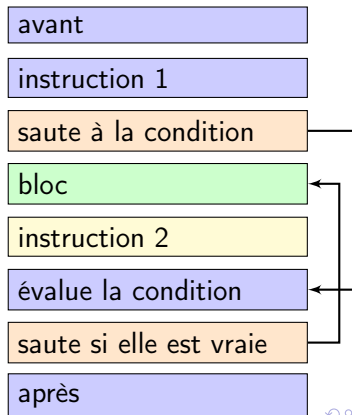 avant
instruction 1
saute à la condition
bloc
instruction 2
évalue la condition
saute si elle est vraie
après